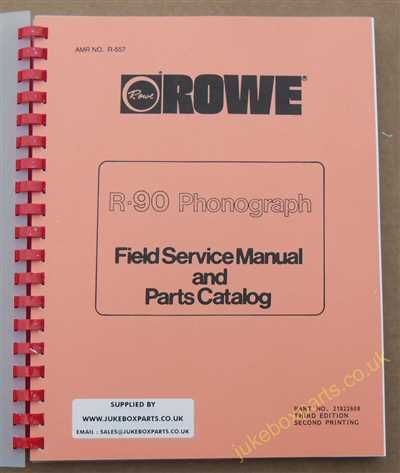 AMR NO. R-557
Rowe
ROWE®
R-90 Phonograph
Field Service Manual
and
Parts Catalog
SUPPLIED BY
WWW.JUKEBOXPARTS.CO.UK
EMAIL : SALES@JUKEBOXPARTS.CO.UK
PART NO. 21822608
THIRD EDITION
SECOND PRINTING
jukeboxparts.co.uk